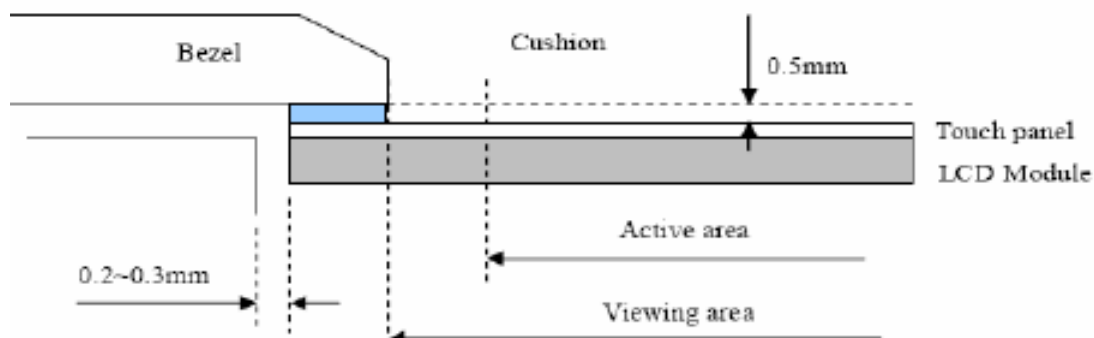 Bezel
Cushion
0.5mm
Touch panel
LCD Module
Active area
0.2~0.3mm
Viewing area